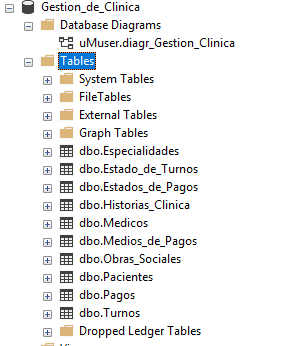 Gestion_de_Clinica
Database Diagrams
uMuser.diagr_Gestion_Clinica
Tables
System Tables
FileTables
External Tables
Graph Tables
dbo.Especialidades
dbo.Estado_de_Turnos
dbo.Estados_de_Pagos
dbo.Historias_Clinica
dbo.Medicos
dbo.Medios_de_Pagos
dbo.Obras_Sociales
dbo.Pacientes
dbo.Pagos
dbo.Turnos
Dropped Ledger Tables